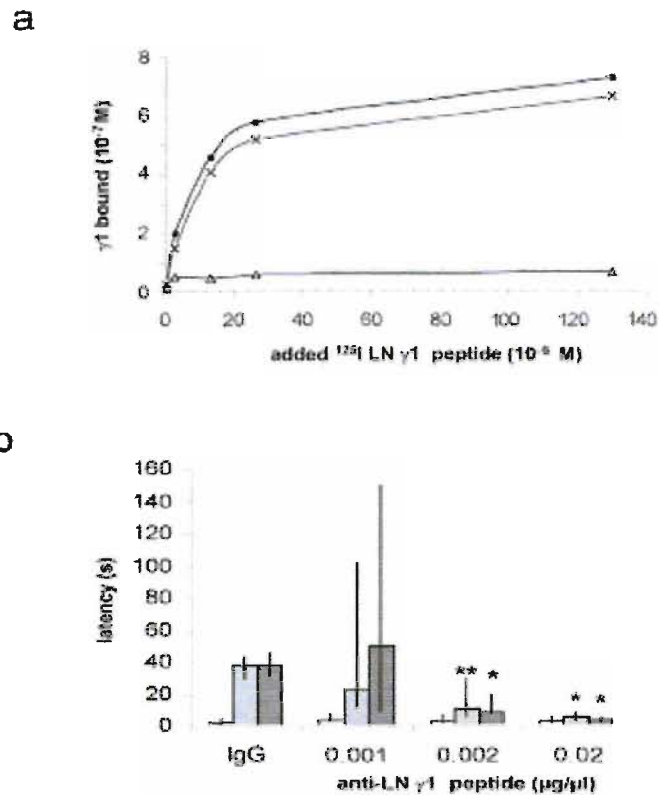 a
8
6
4
2
0
γ1 bound (10⁻⁷M)
0 20 40 60 80 100 120 140
added ¹²⁵I LN γ1 peptide (10⁻⁹ M)
b
160
140
120
100
80
60
40
20
0
latency (s)
** * * *
IgG 0.001 0.002 0.02
anti-LN γ1 peptide (µg/µl)